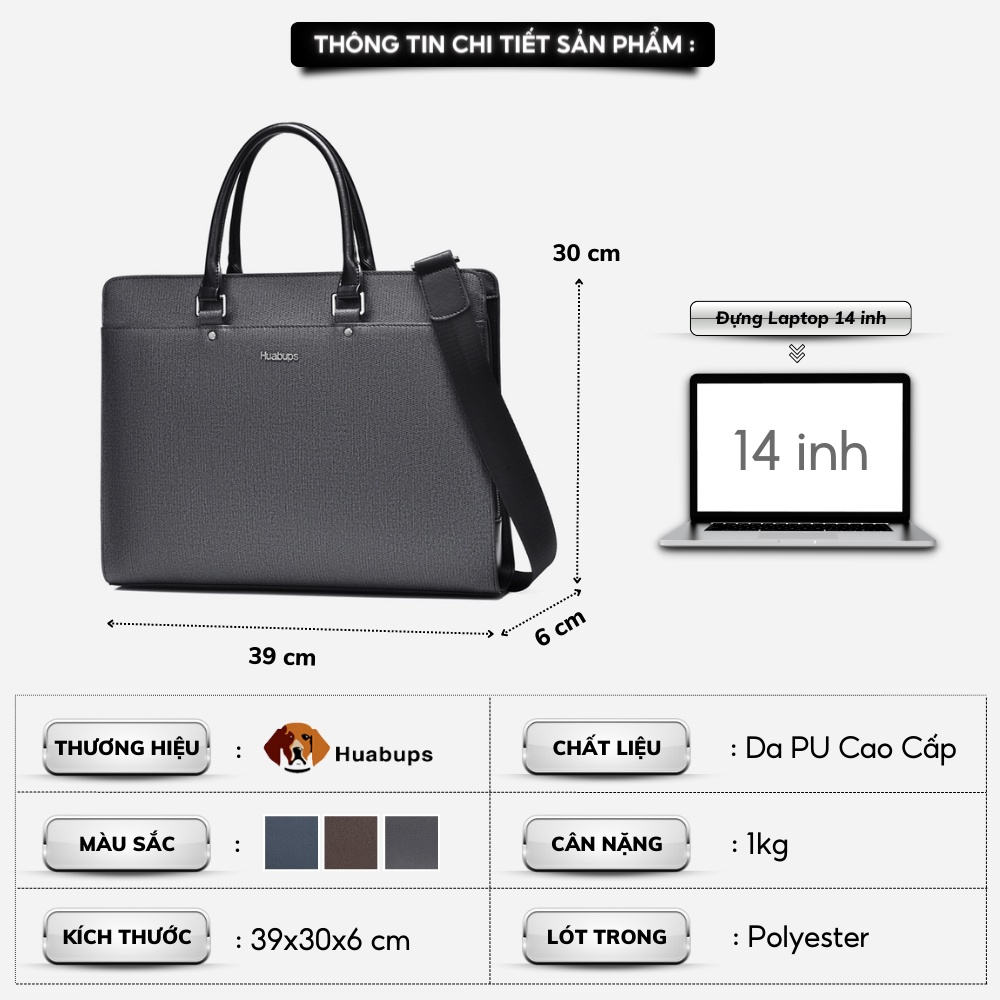 THÔNG TIN CHI TIẾT SẢN PHẨM :
30 cm
Đựng Laptop 14 inh
14 inh
Huabups
6 cm
39 cm
THƯƠNG HIỆU : Huabups
CHẤT LIỆU : Da PU Cao Cấp
MÀU SẮC :
CÂN NẶNG : 1kg
KÍCH THƯỚC : 39x30x6 cm
LÓT TRONG : Polyester